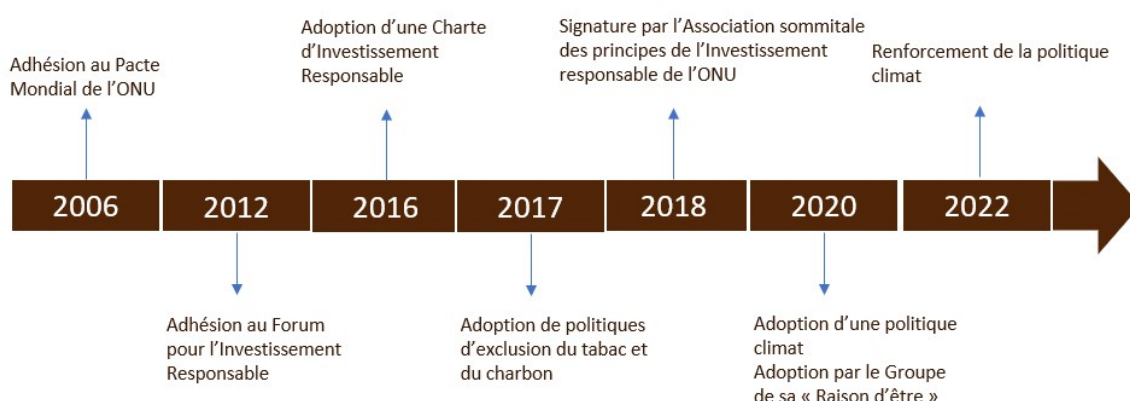 Adhésion au Pacte
Mondial de l’ONU
Adoption d’une Charte
d’Investissement
Responsable
Signature par l’Association sommitale
des principes de l’Investissement
responsable de l’ONU
Renforcement de la politique
climat
2006
2012
2016
2017
2018
2020
2022
Adhésion au Forum
pour l’Investissement
Responsable
Adoption de politiques
d’exclusion du tabac et
du charbon
Adoption d’une politique
climat
Adoption par le Groupe
de sa « Raison d’être »